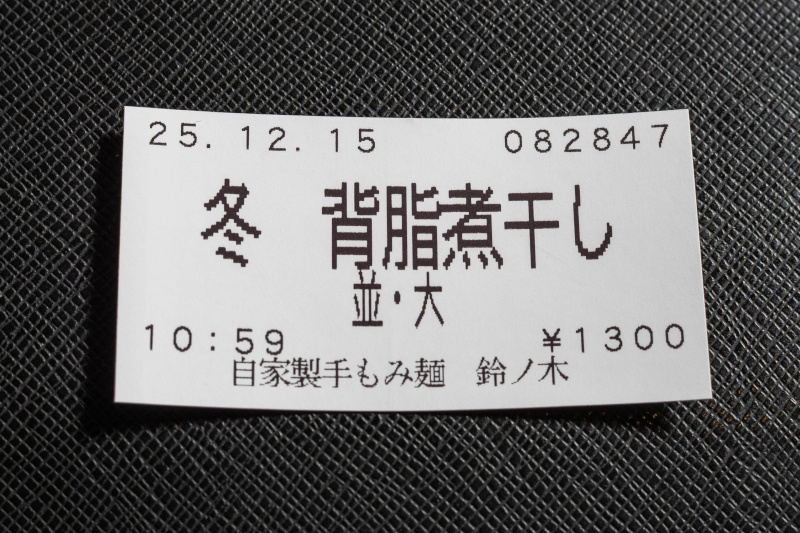 25.12.15 082847
冬 背脂煮干し
並・大
10:59 ¥1300
自家製手もみ麺 鈴ノ木